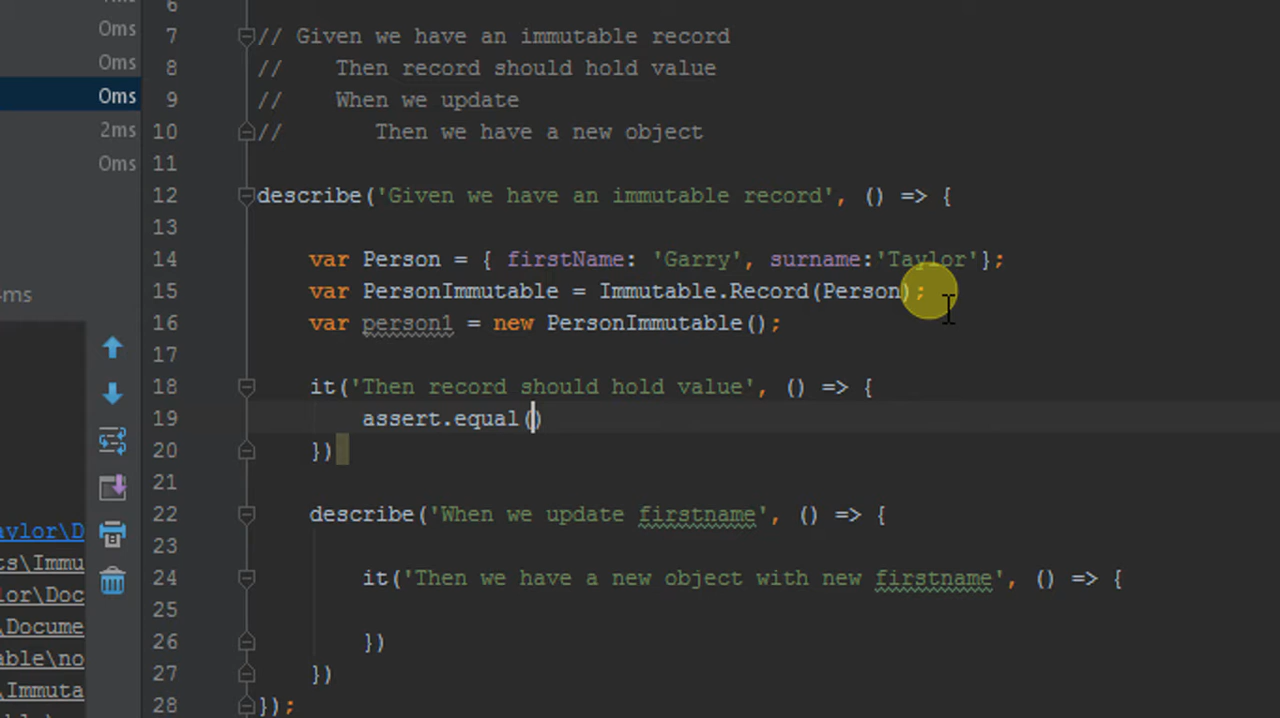 0ms
6
0ms
7 // Given we have an immutable record
0ms
8 // Then record should hold value
0ms
9 // When we update
2ms
10 // Then we have a new object
0ms
11
12 describe('Given we have an immutable record', () => {
13
14 var Person = { firstName: 'Garry', surname:'Taylor'};
4ms
15 var PersonImmutable = Immutable.Record(Person);
16 var person1 = new PersonImmutable();
17
18 it('Then record should hold value', () => {
19 assert.equal()
20 })
21
22 describe('When we update firstname', () => {
aylor\D
23
ts\Immu
24 it('Then we have a new object with new firstname', () => {
lor\Doc
25
\Docume
26 })
able\no
27 })
\Immuta
28 });